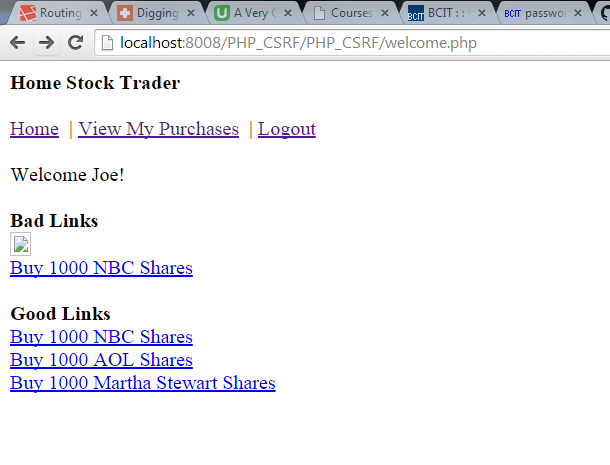 Routing
Digging
A Very C
Courses
BCIT : : C
passwor
localhost:8008/PHP_CSRF/PHP_CSRF/welcome.php
Home Stock Trader
Home | View My Purchases | Logout
Welcome Joe!
Bad Links
Buy 1000 NBC Shares
Good Links
Buy 1000 NBC Shares
Buy 1000 AOL Shares
Buy 1000 Martha Stewart Shares